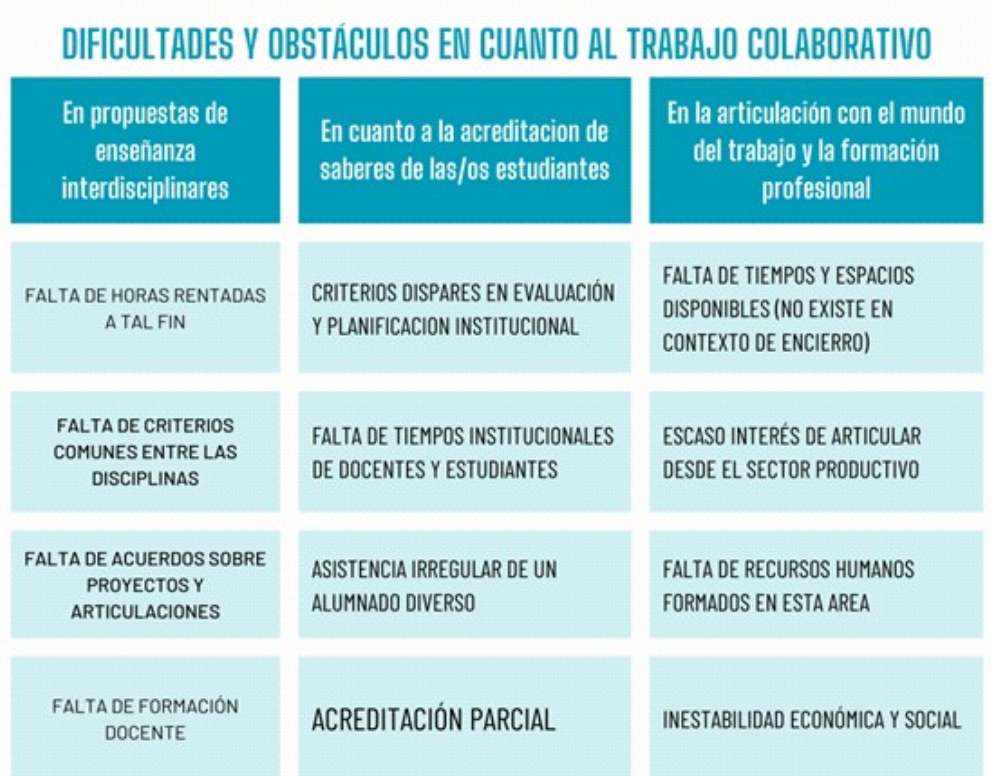 DIFICULTADES Y OBSTÁCULOS EN CUANTO AL TRABAJO COLABORATIVO
En propuestas de
enseñanza
interdisciplinares
En cuanto a la acreditacion de
saberes de las/os estudiantes
En la articulación con el mundo
del trabajo y la formación
profesional
FALTA DE HORAS RENTADAS
A TAL FIN
CRITERIOS DISPARES EN EVALUACIÓN
Y PLANIFICACION INSTITUCIONAL
FALTA DE TIEMPOS Y ESPACIOS
DISPONIBLES (NO EXISTE EN
CONTEXTO DE ENCIERRO)
FALTA DE CRITERIOS
COMUNES ENTRE LAS
DISCIPLINAS
FALTA DE TIEMPOS INSTITUCIONALES
DE DOCENTES Y ESTUDIANTES
ESCASO INTERÉS DE ARTICULAR
DESDE EL SECTOR PRODUCTIVO
FALTA DE ACUERDOS SOBRE
PROYECTOS Y
ARTICULACIONES
ASISTENCIA IRREGULAR DE UN
ALUMNADO DIVERSO
FALTA DE RECURSOS HUMANOS
FORMADOS EN ESTA AREA
FALTA DE FORMACIÓN
DOCENTE
ACREDITACIÓN PARCIAL
INESTABILIDAD ECONÓMICA Y SOCIAL